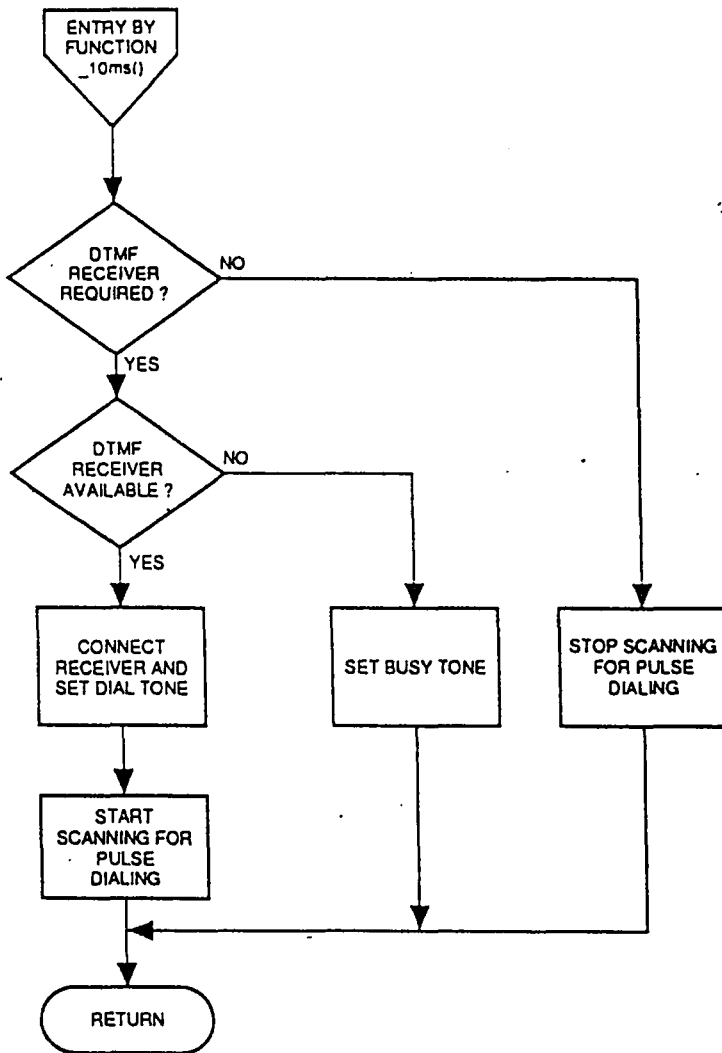 ENTRY BY
FUNCTION
_10ms()
DTMF
RECEIVER
REQUIRED ?
NO
YES
DTMF
RECEIVER
AVAILABLE ?
NO
YES
CONNECT
RECEIVER AND
SET DIAL TONE
SET BUSY TONE
STOP SCANNING
FOR PULSE
DIALING
START
SCANNING FOR
PULSE
DIALING
RETURN